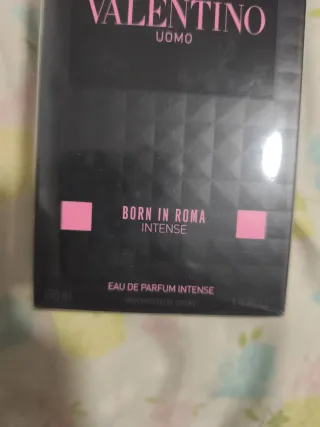 VALENTINO
UOMO
BORN IN ROMA
INTENSE
EAU DE PARFUM INTENSE